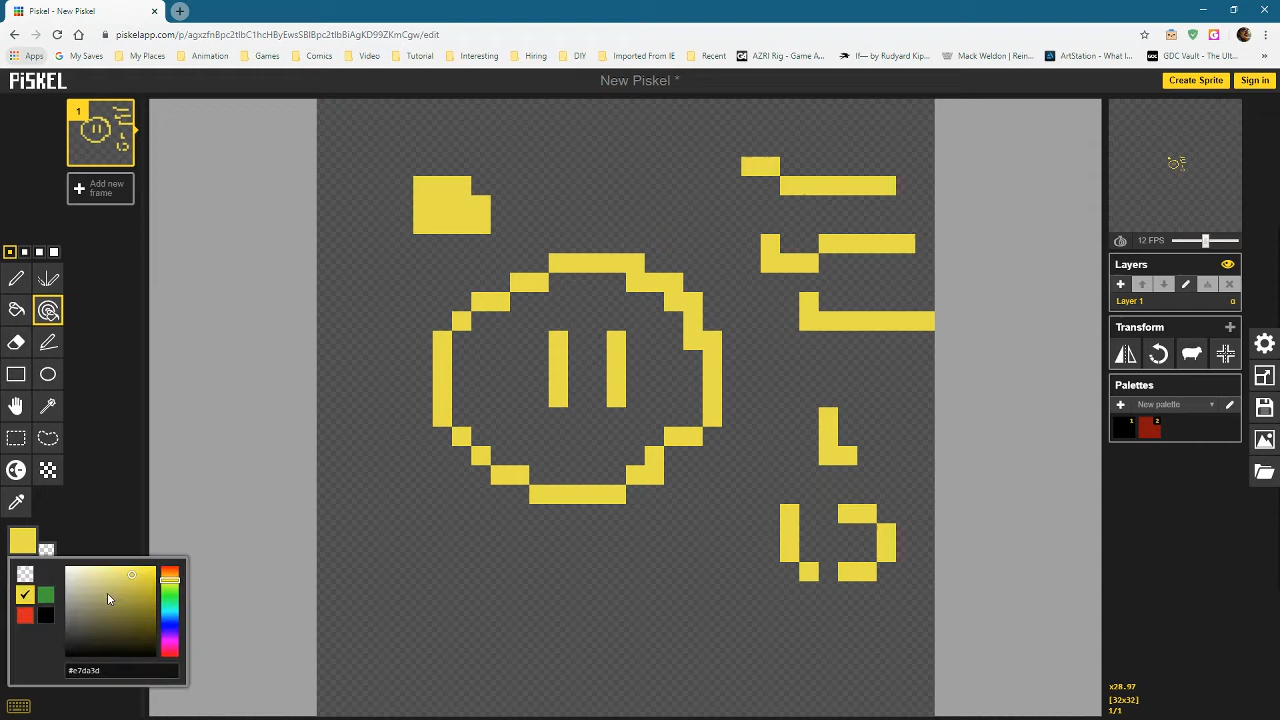 Piskel - New Piskel
piskelapp.com/p/agxzfnBpc2tlbC1hcHByEwsSBlBpc2tlbBiAgKD99ZKmCgw/edit
Apps My Saves My Places Animation Games Comics Video Tutorial Interesting Hiring DIY Imported From IE Recent AZRI Rig - Game A... If— by Rudyard Kip... Mack Weldon | Rein... ArtStation - What I... GDC Vault - The Ult...
PISKEL
New Piskel *
Create Sprite
Sign in
1
Add new
frame
12 FPS
Layers
Layer 1
α
Transform
Palettes
New palette
1
2
#e7da3d
x28.97
[32x32]
1/1